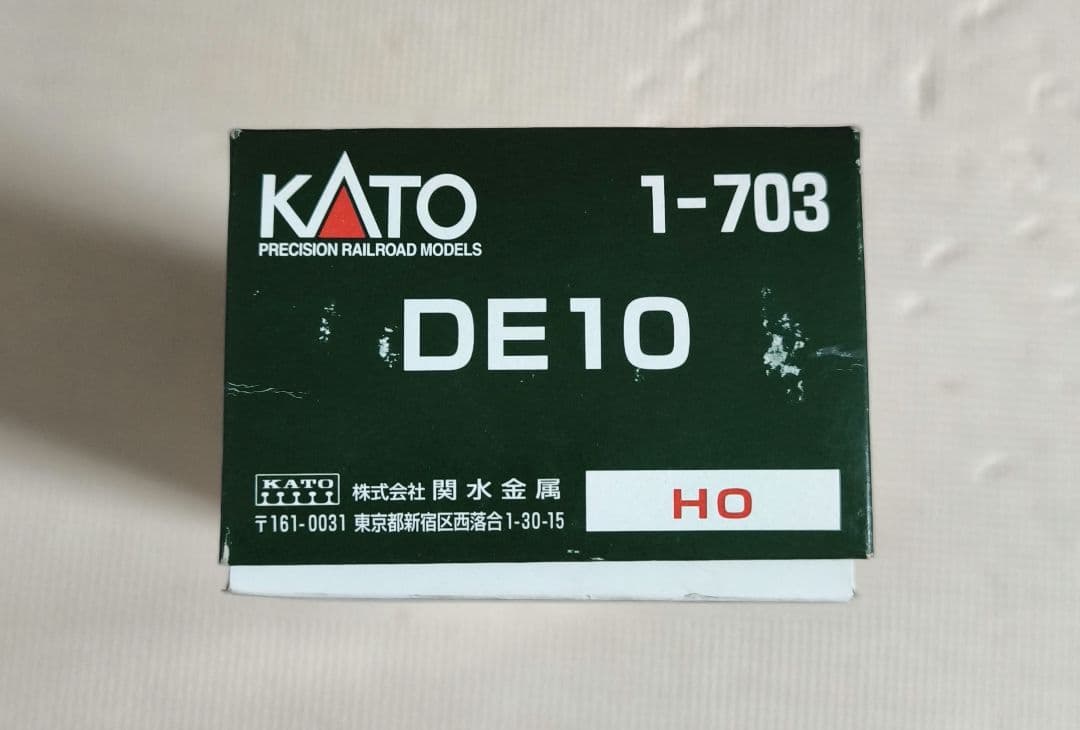 KATO
PRECISION RAILROAD MODELS
1-703
DE10
KATO
株式会社 関水金属
〒161-0031 東京都新宿区西落合1-30-15
HO